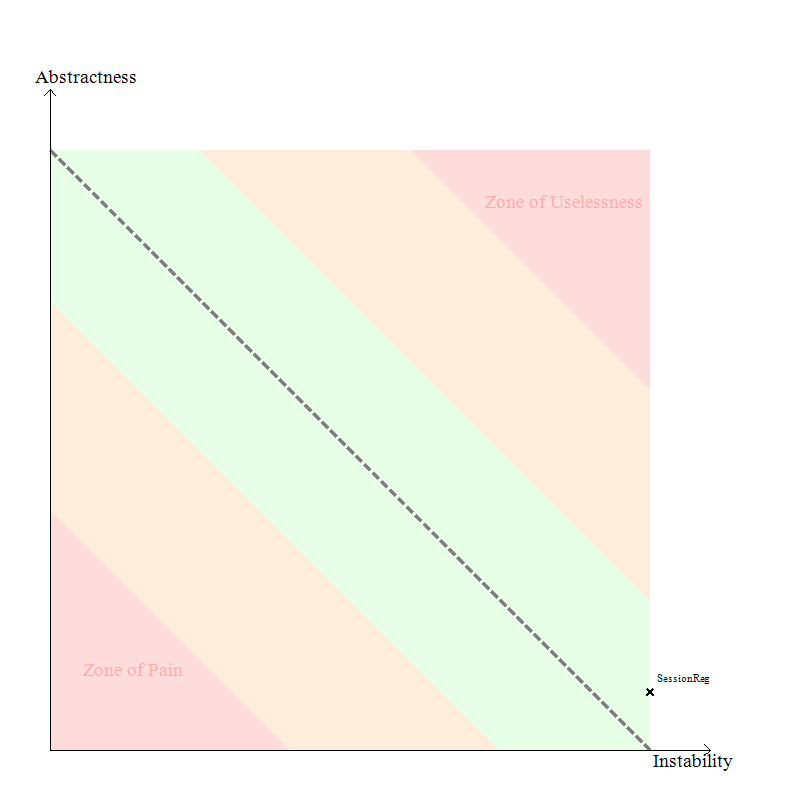 Abstractness
Zone of Uselessness
Zone of Pain
SessionReg
Instability